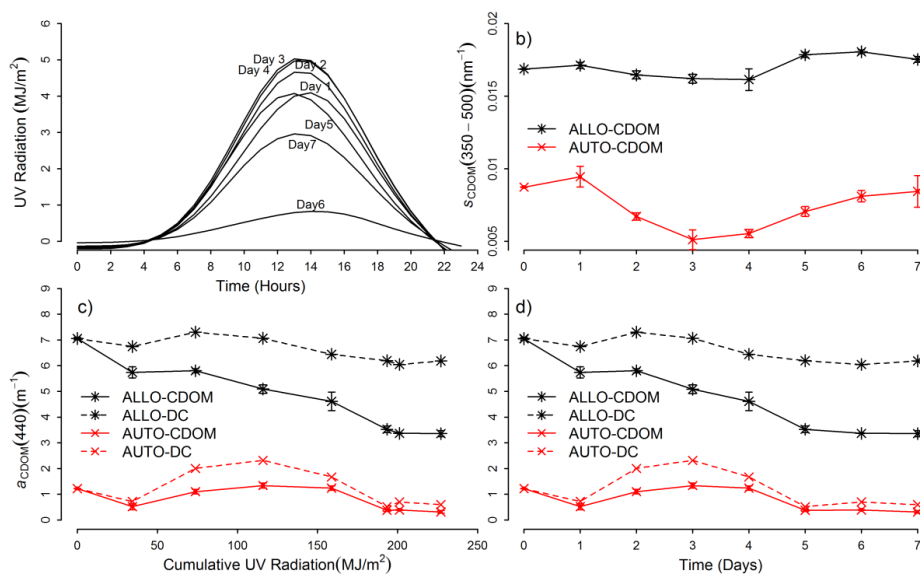 UV Radiation (MJ/m²)
6
5
4
3
2
1
0
Day 3
Day 2
Day 4
Day 1
Day5
Day7
Day6
0 2 4 6 8 10 12 14 16 18 20 22 24
Time (Hours)
b)
sCDOM(350−500)(nm⁻¹)
0.02
0.015
0.01
0.005
ALLO-CDOM
AUTO-CDOM
0 1 2 3 4 5 6 7
Time (Days)
c)
aCDOM(440)(m⁻¹)
9
8
7
6
5
4
3
2
1
0
ALLO-CDOM
ALLO-DC
AUTO-CDOM
AUTO-DC
0 50 100 150 200 250
Cumulative UV Radiation(MJ/m²)
d)
9
8
7
6
5
4
3
2
1
0
ALLO-CDOM
ALLO-DC
AUTO-CDOM
AUTO-DC
0 1 2 3 4 5 6 7
Time (Days)